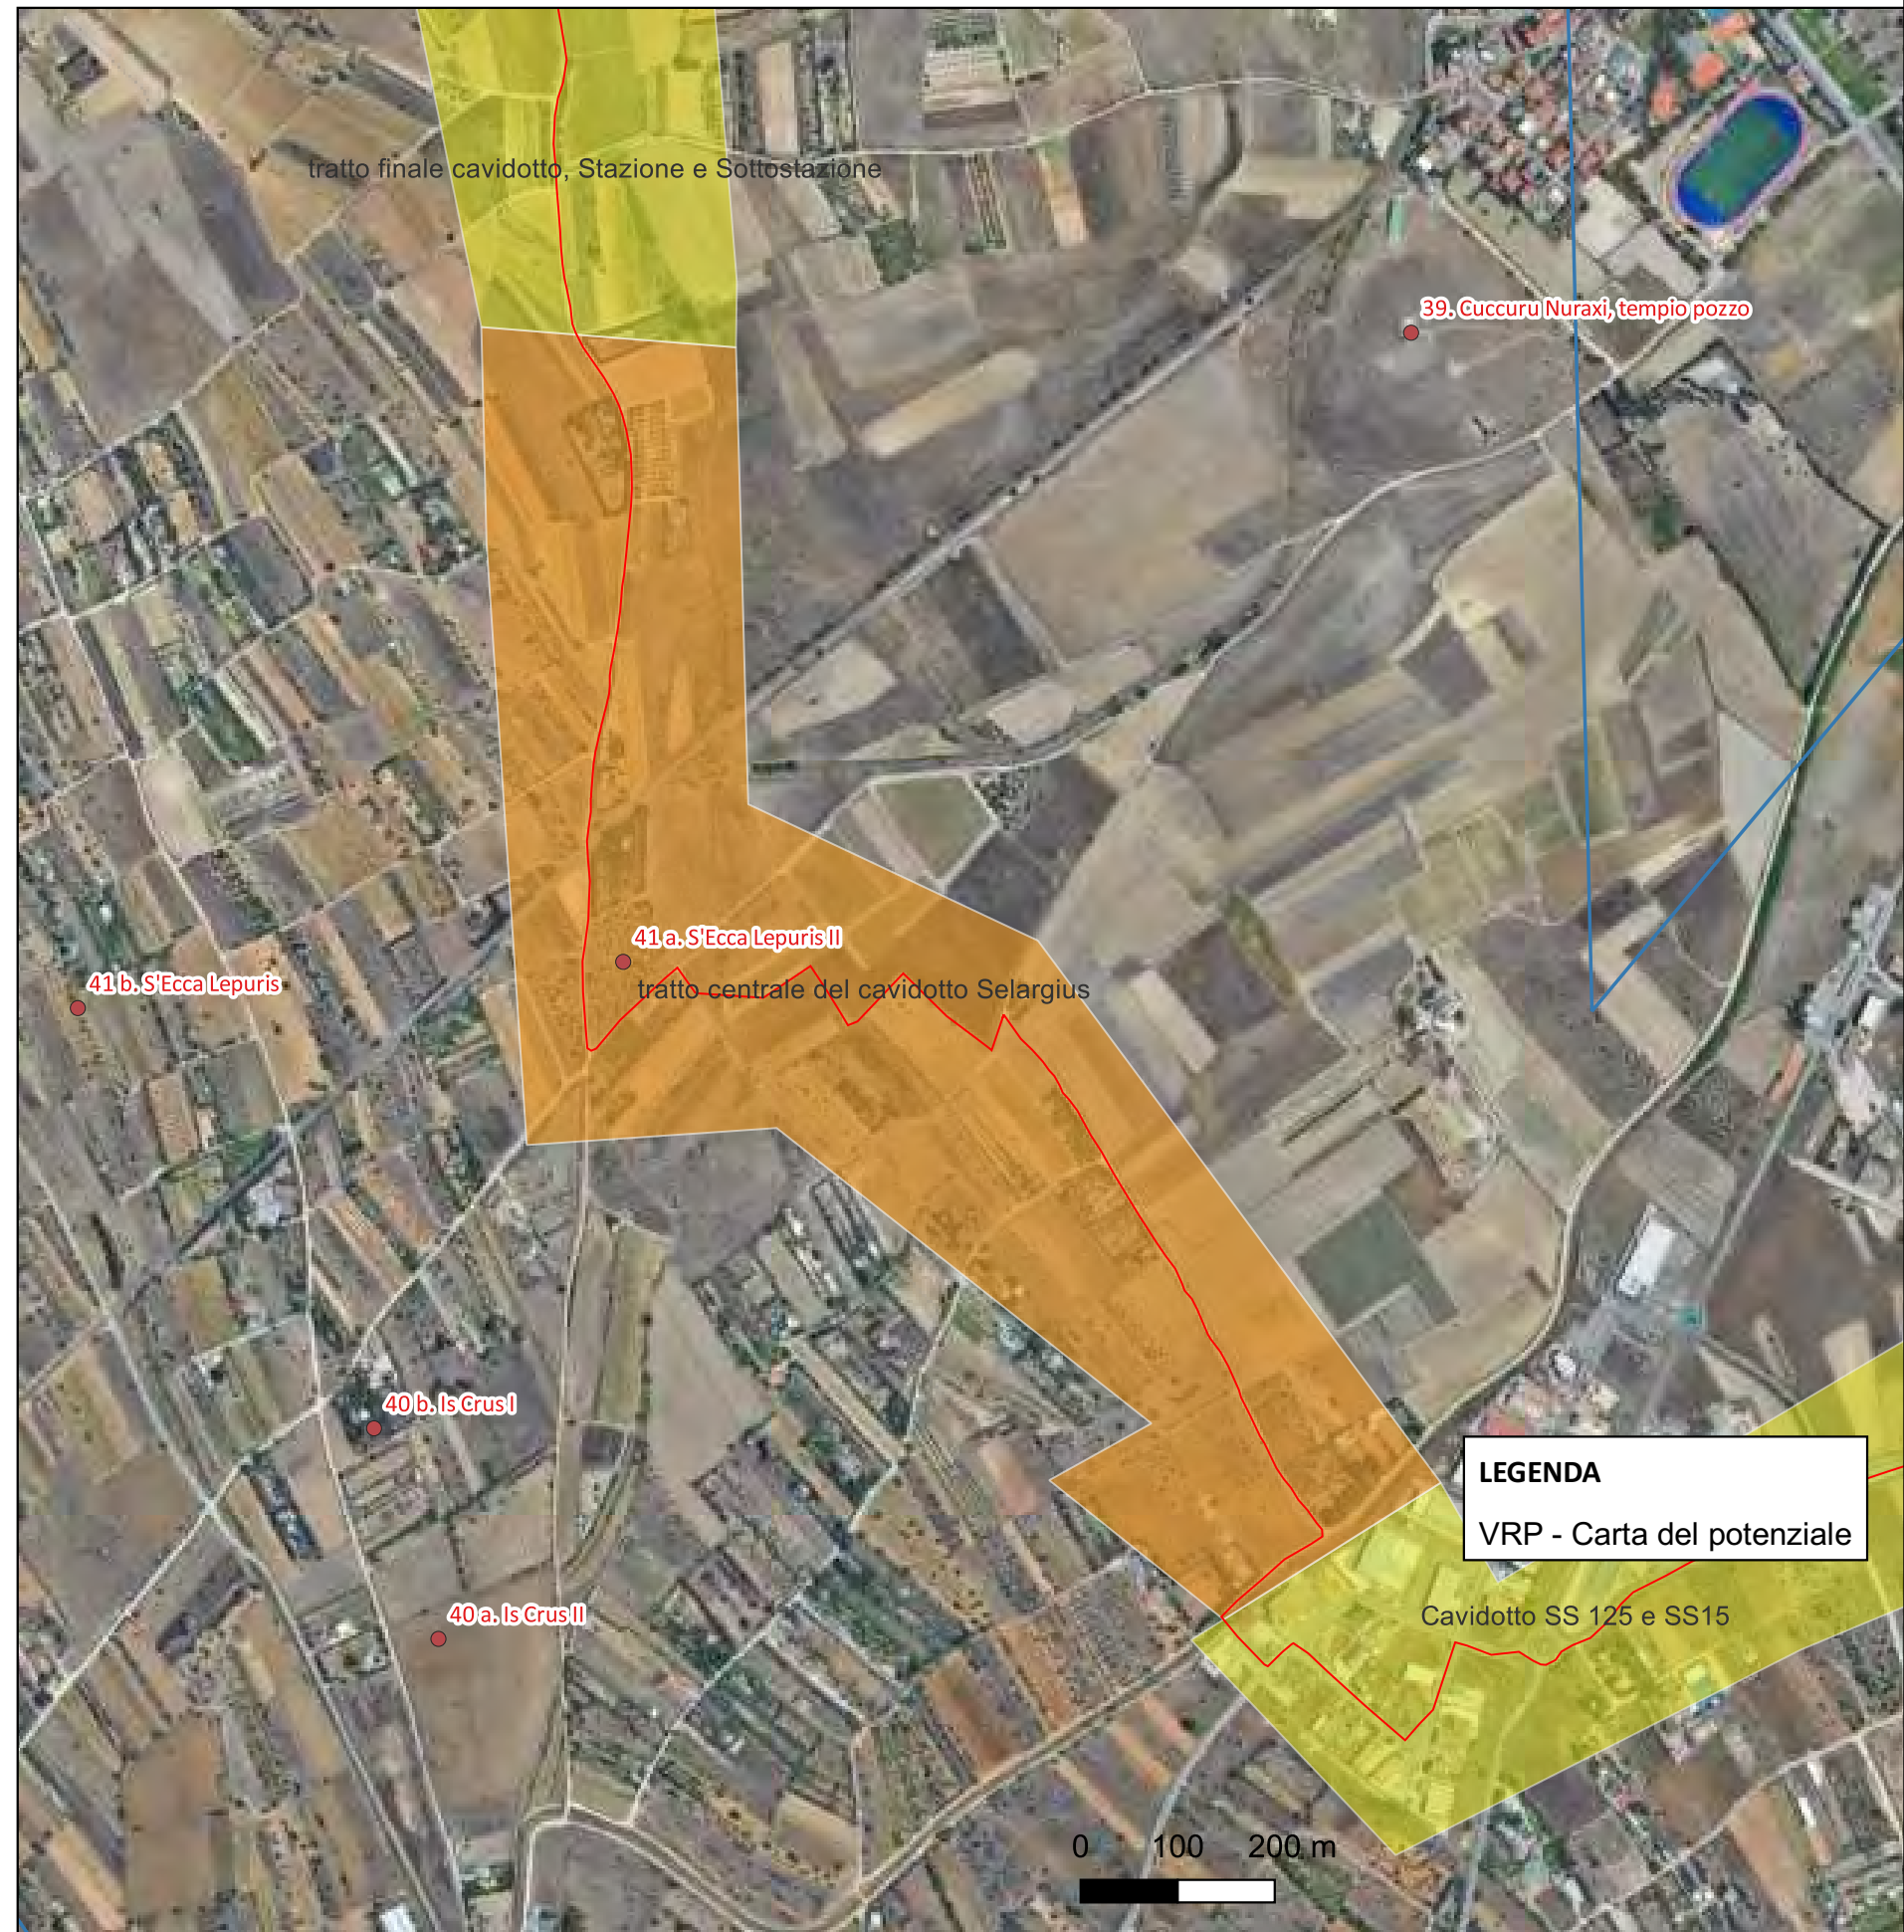 tratto finale cavidotto, Stazione e Sottostazione
39. Cuccuru Nuraxi, tempio pozzo
41 a. S'Ecca Lepuris II
41 b. S'Ecca Lepuris
tratto centrale del cavidotto Selargius
40 b. Is Crus I
LEGENDA
VRP - Carta del potenziale
40 a. Is Crus II
Cavidotto SS 125 e SS15
0 100 200 m